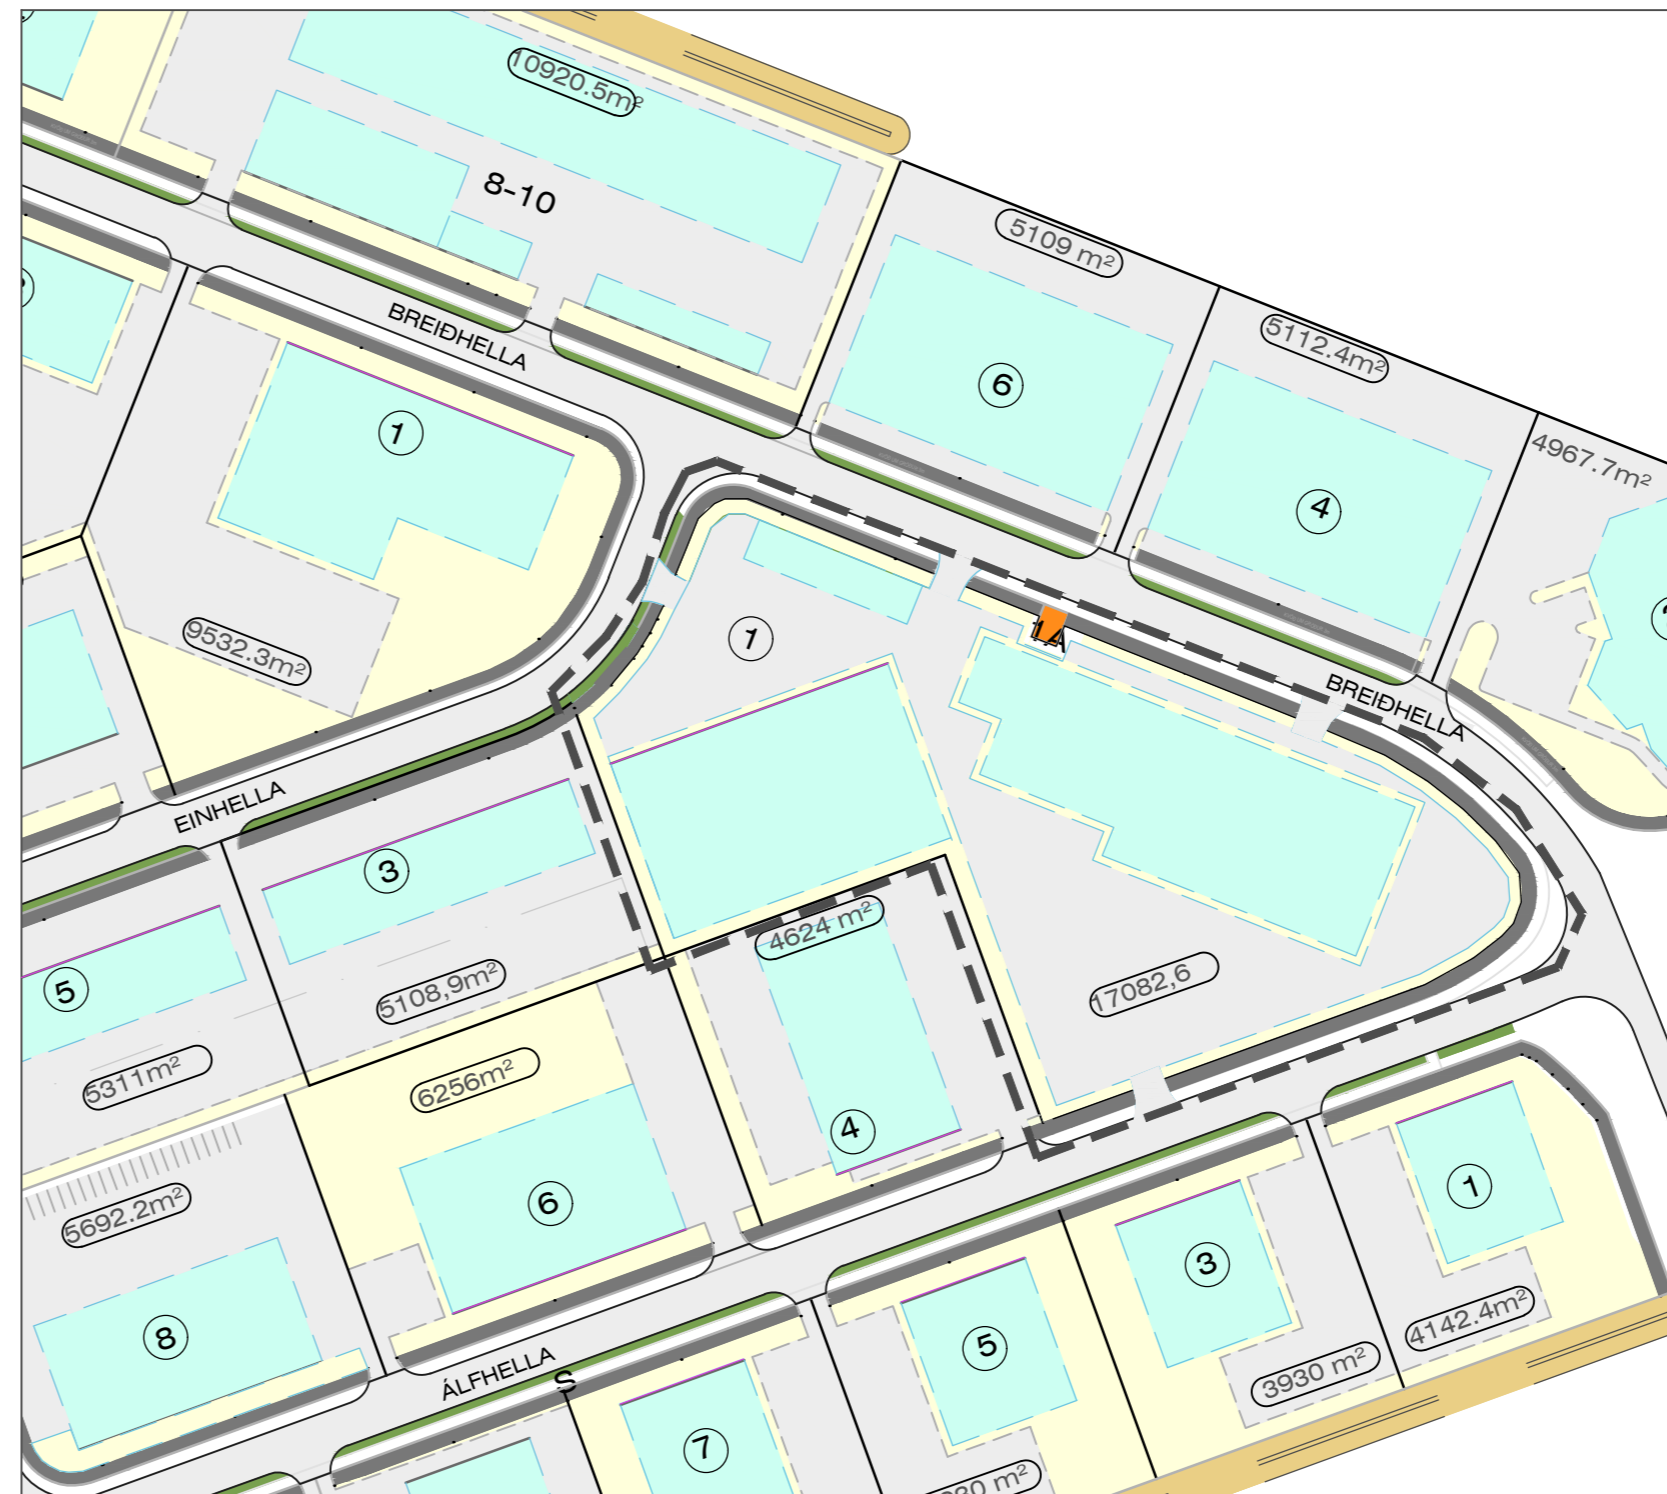 10920.5m²
8-10
5109 m²
5112.4m²
4967.7m²
BREIÐHELLA
6
1
4
1
1A
9532.3m²
BREIÐHELLA
EINHELLA
3
4624 m²
5
5108,9m²
17082,6
5311m²
6256m²
4
1
5692.2m²
6
3
8
5
4142.4m²
ÁLFHELLA
S
3930 m²
7